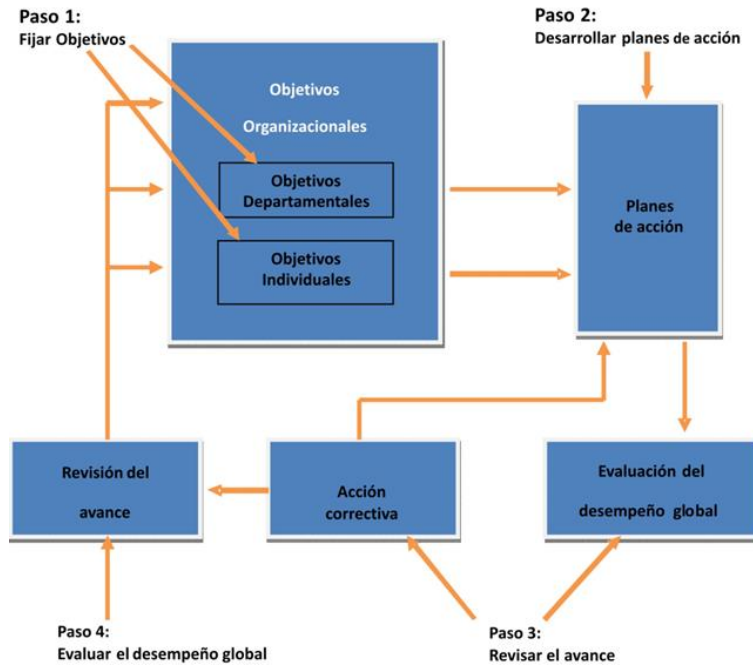 Paso 1:
Fijar Objetivos
Paso 2:
Desarrollar planes de acción
Objetivos
Organizacionales
Objetivos
Departamentales
Objetivos
Individuales
Planes
de acción
Revisión del
avance
Acción
correctiva
Evaluación del
desempeño global
Paso 4:
Evaluar el desempeño global
Paso 3:
Revisar el avance